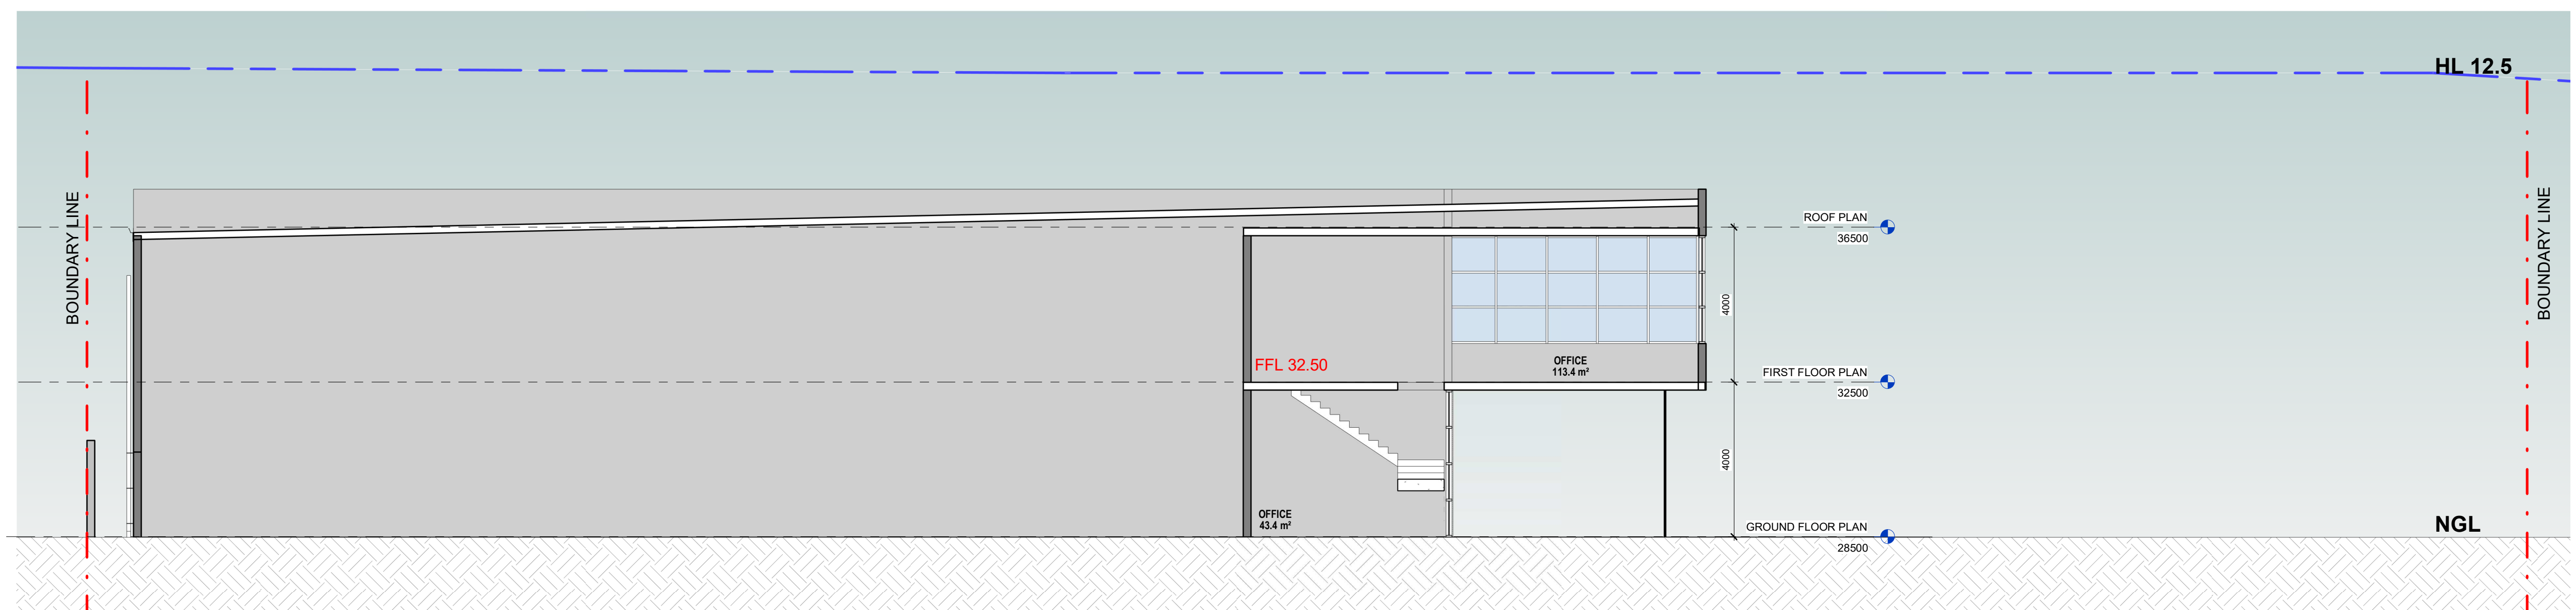 HL 12.5
BOUNDARY LINE
BOUNDARY LINE
ROOF PLAN
36500
4000
FFL 32.50
OFFICE
113.4 m²
FIRST FLOOR PLAN
32500
4000
OFFICE
43.4 m²
GROUND FLOOR PLAN
28500
NGL